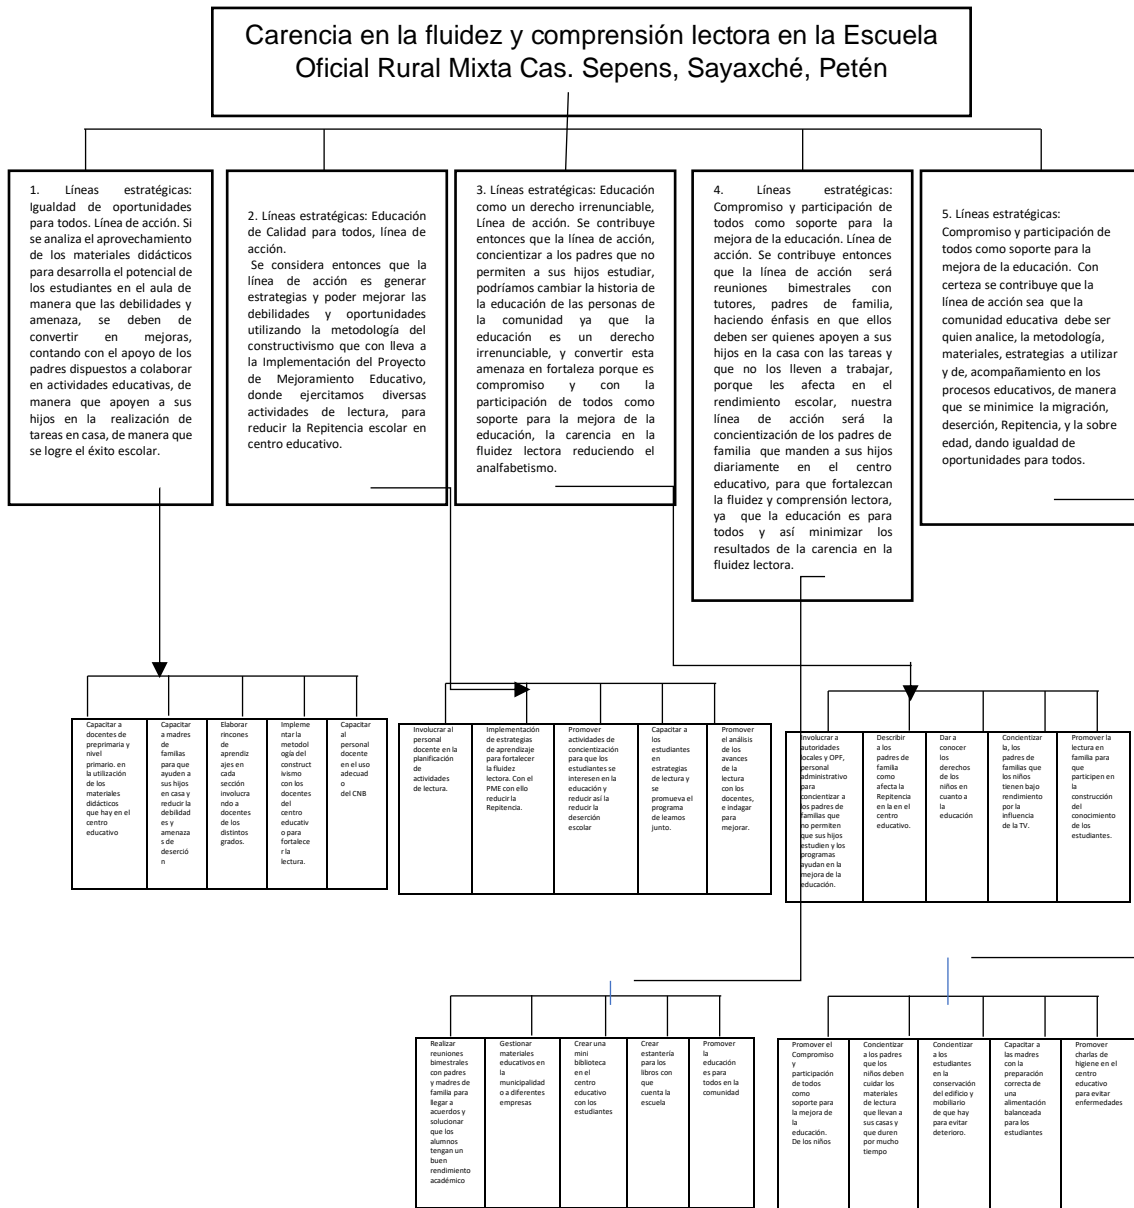 Carencia en la fluidez y comprensión lectora en la Escuela
Oficial Rural Mixta Cas. Sepens, Sayaxché, Petén
1. Líneas estratégicas:
Igualdad de oportunidades
para todos. Línea de acción. Si
se analiza el aprovechamiento
de los materiales didácticos
para desarrolla el potencial de
los estudiantes en el aula de
manera que las debilidades y
amenaza, se deben de
convertir en mejoras,
contando con el apoyo de los
padres dispuestos a colaborar
en actividades educativas, de
manera que apoyen a sus
hijos en la realización de
tareas en casa, de manera que
se logre el éxito escolar.
2. Líneas estratégicas: Educación
de Calidad para todos, línea de
acción.
Se considera entonces que la
línea de acción es generar
estrategias y poder mejorar las
debilidades y oportunidades
utilizando la metodología del
constructivismo que con lleva a
la Implementación del Proyecto
de Mejoramiento Educativo,
donde ejercitamos diversas
actividades de lectura, para
reducir la Repitencia escolar en
centro educativo.
3. Líneas estratégicas: Educación
como un derecho irrenunciable,
Línea de acción. Se contribuye
entonces que la línea de acción,
concientizar a los padres que no
permiten a sus hijos estudiar,
podríamos cambiar la historia de
la educación de las personas de
la comunidad ya que la
educación es un derecho
irrenunciable, y convertir esta
amenaza en fortaleza porque es
compromiso y con la
participación de todos como
soporte para la mejora de la
educación, la carencia en la
fluidez lectora reduciendo el
analfabetismo.
4. Líneas estratégicas:
Compromiso y participación de
todos como soporte para la
mejora de la educación. Línea de
acción. Se contribuye entonces
que la línea de acción será
reuniones bimestrales con
tutores, padres de familia,
haciendo énfasis en que ellos
deben ser quienes apoyen a sus
hijos en la casa con las tareas y
que no los lleven a trabajar,
porque les afecta en el
rendimiento escolar, nuestra
línea de acción será la
concientización de los padres de
familia que manden a sus hijos
diariamente en el centro
educativo, para que fortalezcan
la fluidez y comprensión lectora,
ya que la educación es para
todos y así minimizar los
resultados de la carencia en la
fluidez lectora.
5. Líneas estratégicas:
Compromiso y participación de
todos como soporte para la
mejora de la educación. Con
certeza se contribuye que la
línea de acción sea que la
comunidad educativa debe ser
quien analice, la metodología,
materiales, estrategias a utilizar
y de, acompañamiento en los
procesos educativos, de manera
que se minimice la migración,
deserción, Repitencia, y la sobre
edad, dando igualdad de
oportunidades para todos.
Capacitar a
docentes de
preprimaria y
nivel
primario. en
la utilización
de los
materiales
didácticos
que hay en el
centro
educativo
Capacitar
a madres
de
familias
para que
ayuden a
sus hijos
en casa y
reducir la
debilidad
es y
amenaza
s de
deserció
n
Elaborar
rincones
de
aprendiz
ajes en
cada
sección
involucra
ndo a
docentes
de los
distintos
grados.
Impleme
ntar la
metodol
ogía del
construct
ivismo
con los
docentes
del
centro
educativ
o para
fortalece
r la
lectura.
Capacitar
al
personal
docente
en el uso
adecuad
o
del CNB
Involucrar al
personal
docente en la
planificación
de
actividades
de lectura.
Implementación
de estrategias
de aprendizaje
para fortalecer
la fluidez
lectora. Con el
PME con ello
reducir la
Repitencia.
Promover
actividades de
concientización
para que los
estudiantes se
interesen en la
educación y
reducir así la
reducir la
deserción
escolar
Capacitar a
los
estudiantes
en
estrategias
de lectura y
se
promueva el
programa
de leamos
junto.
Promover
el análisis
de los
avances de
la lectura
con los
docentes,
e indagar
para
mejorar.
Involucrar a
autoridades
locales y OPF,
personal
administrativo
para
concientizar a
los padres de
familias que
no permiten
que sus hijos
estudien y los
programas
ayudan en la
mejora de la
educación.
Describir
a los
padres de
familia
como
afecta la
Repitencia
en la en el
centro
educativo.
Dar a
conocer
los
derechos
de los
niños en
cuanto a
la
educación
Concientizar
la, los
padres de
familias que
los niños
tienen bajo
rendimiento
por la
influencia
de la TV.
Promover la
lectura en
familia para
que
participen en
la
construcción
del
conocimiento
de los
estudiantes.
Realizar
reuniones
bimestrales
con padres
y madres de
familia para
llegar a
acuerdos y
solucionar
que los
alumnos
tengan un
buen
rendimiento
académico
Gestionar
materiales
educativos en
la
municipalidad
o a diferentes
empresas
Crear una
mini
biblioteca
en el
centro
educativo
con los
estudiantes
Crear
estantería
para los
libros con
que
cuenta la
escuela
Promover
la
educación
es para
todos en la
comunidad
Promover el
Compromiso
y
participación
de todos
como
soporte para
la mejora de
la
educación.
De los niños
Concientizar
a los padres
que los
niños deben
cuidar los
materiales
de lectura
que llevan a
sus casas y
que duren
por mucho
tiempo
Concientizar
a los
estudiantes
en la
conservación
del edificio y
mobiliario
de que hay
para evitar
deterioro.
Capacitar a
las madres
con la
preparación
correcta de
una
alimentación
balanceada
para los
estudiantes
Promover
charlas de
higiene en el
centro
educativo
para evitar
enfermedades